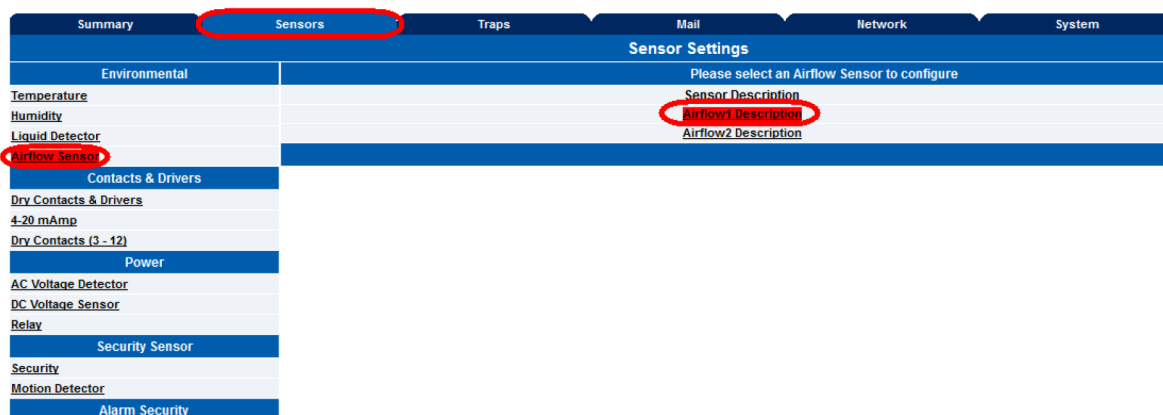 Summary Sensors Traps Mail Network System
Sensor Settings
Environmental
Temperature
Humidity
Liquid Detector
Airflow Sensor
Contacts & Drivers
Dry Contacts & Drivers
4-20 mAmp
Dry Contacts (3 - 12)
Power
AC Voltage Detector
DC Voltage Sensor
Relay
Security Sensor
Security
Motion Detector
Alarm Security
Please select an Airflow Sensor to configure
Sensor Description
Airflow1 Description
Airflow2 Description